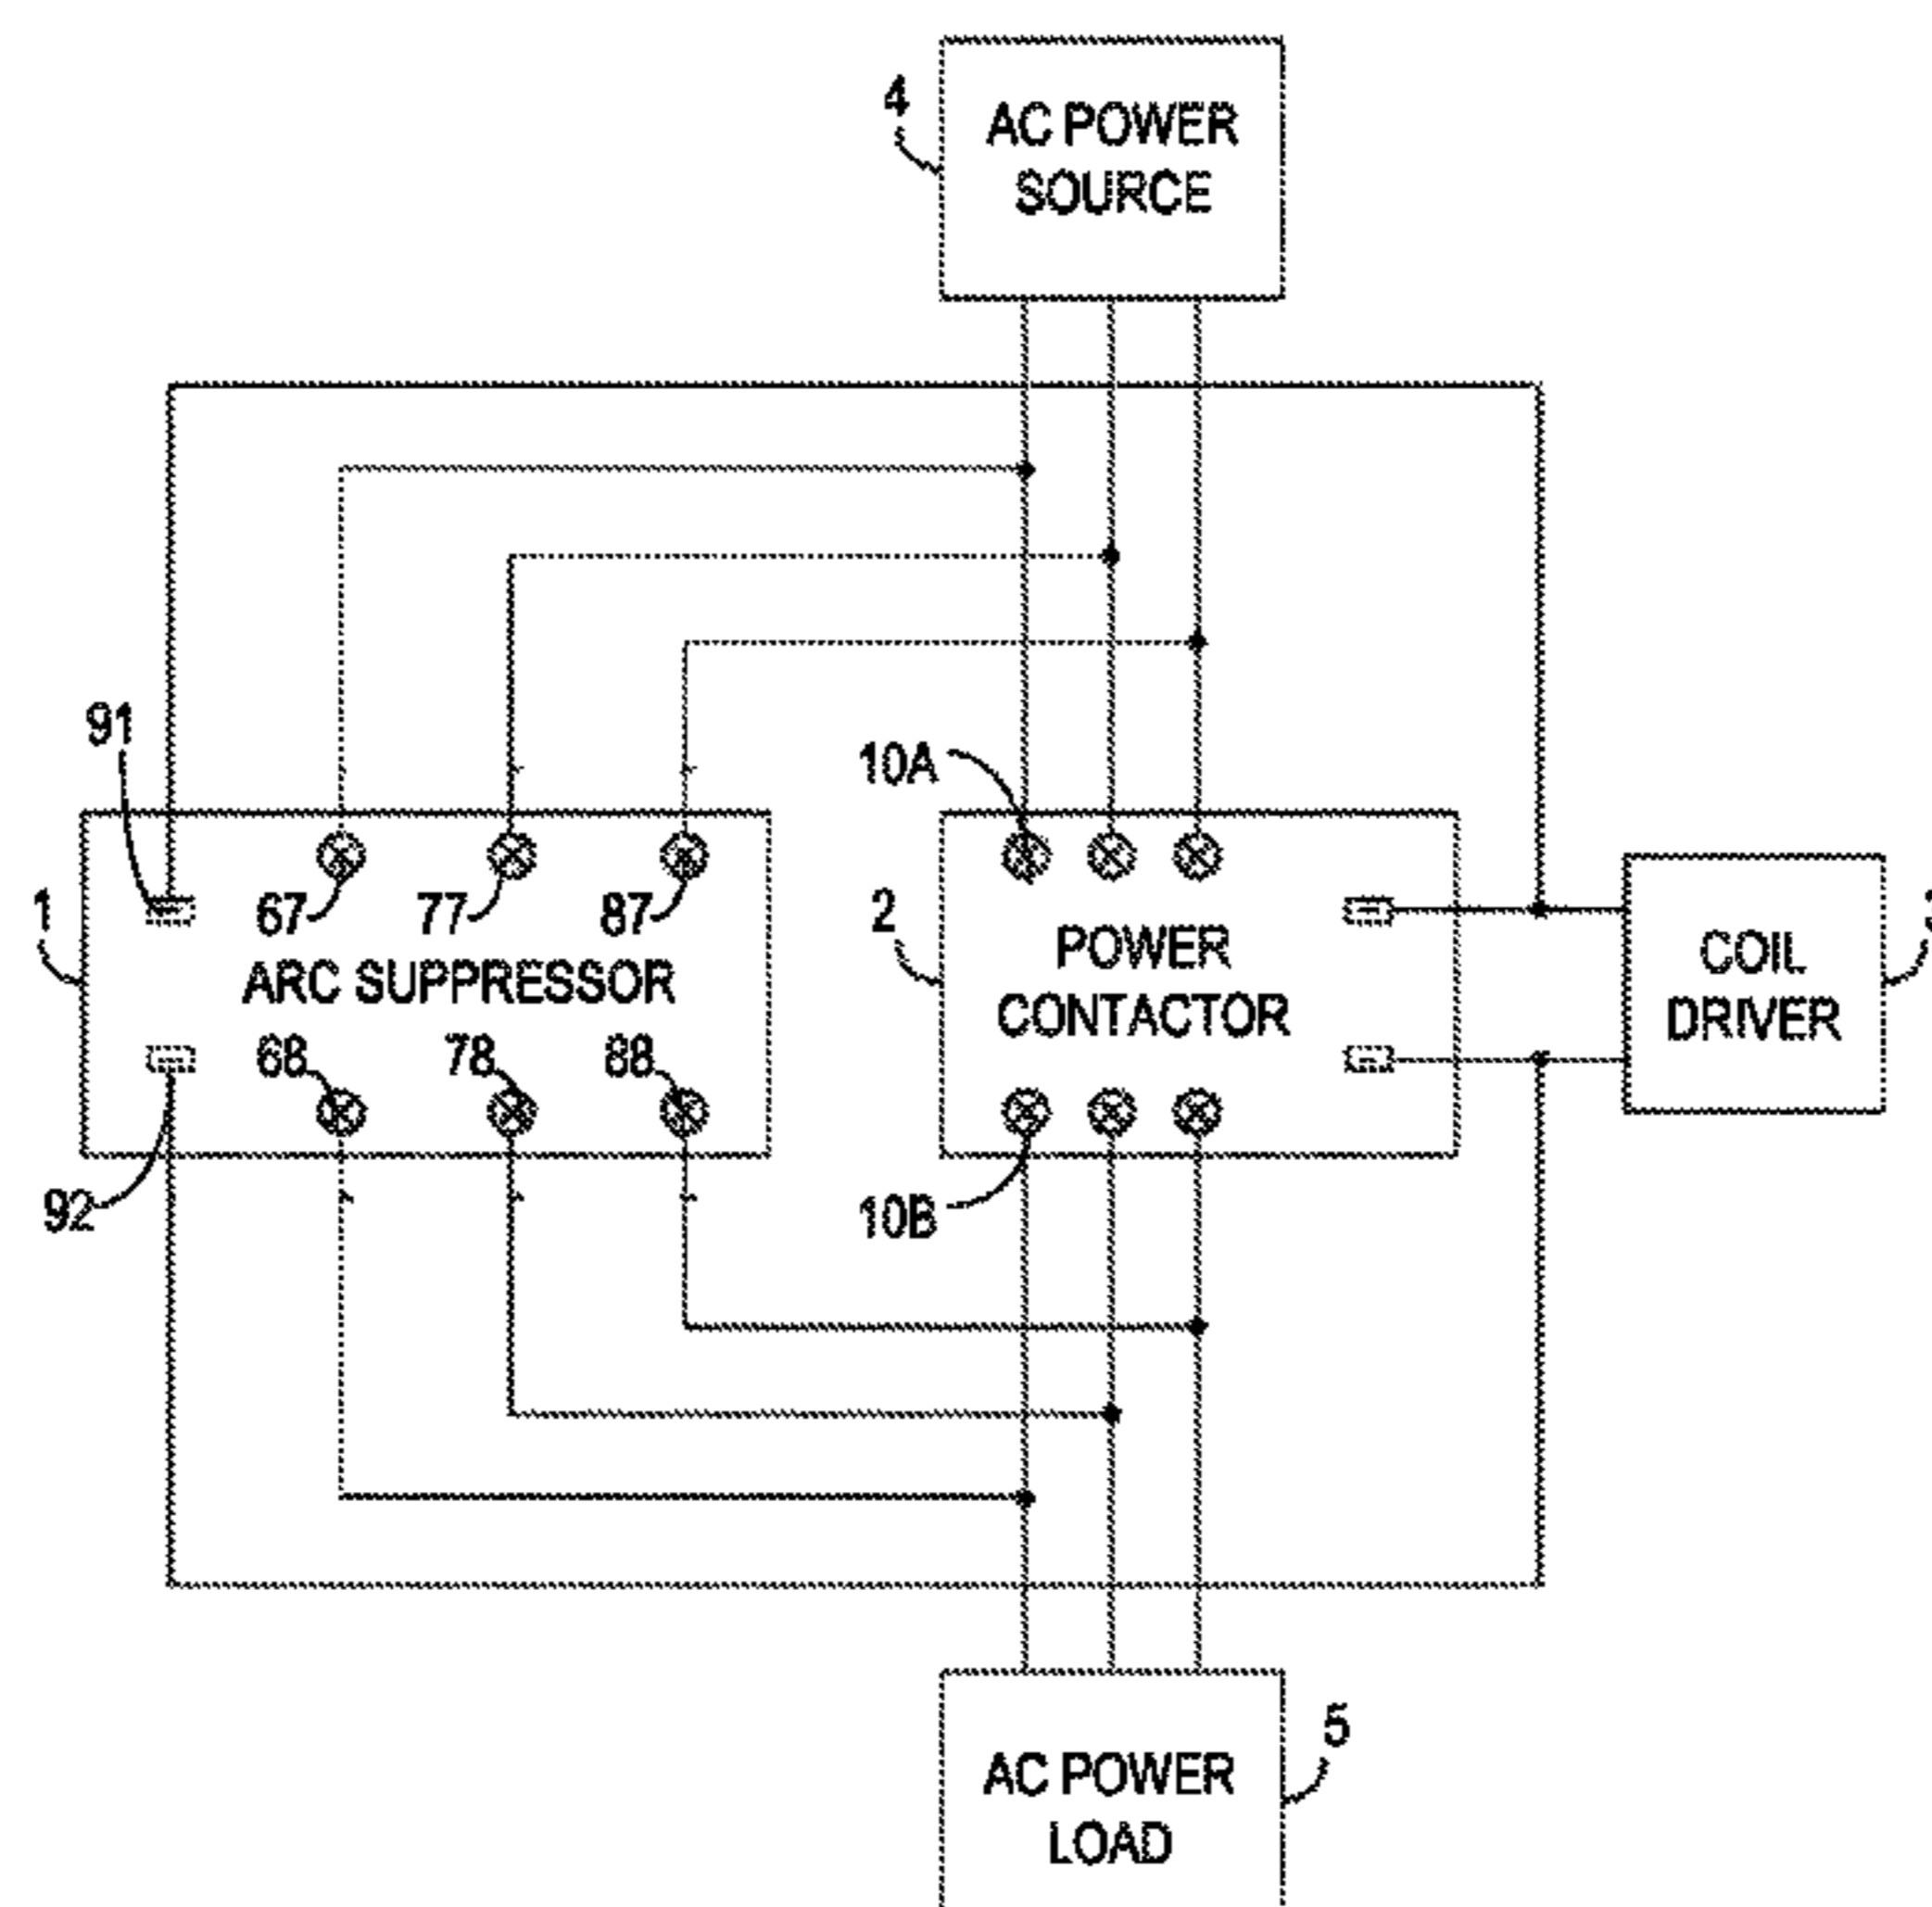 4
AC POWER
SOURCE
91
10A
1
67
77
87
2
POWER
CONTACTOR
COIL
DRIVER
ARC SUPPRESSOR
68
78
88
92
10B
5
AC POWER
LOAD